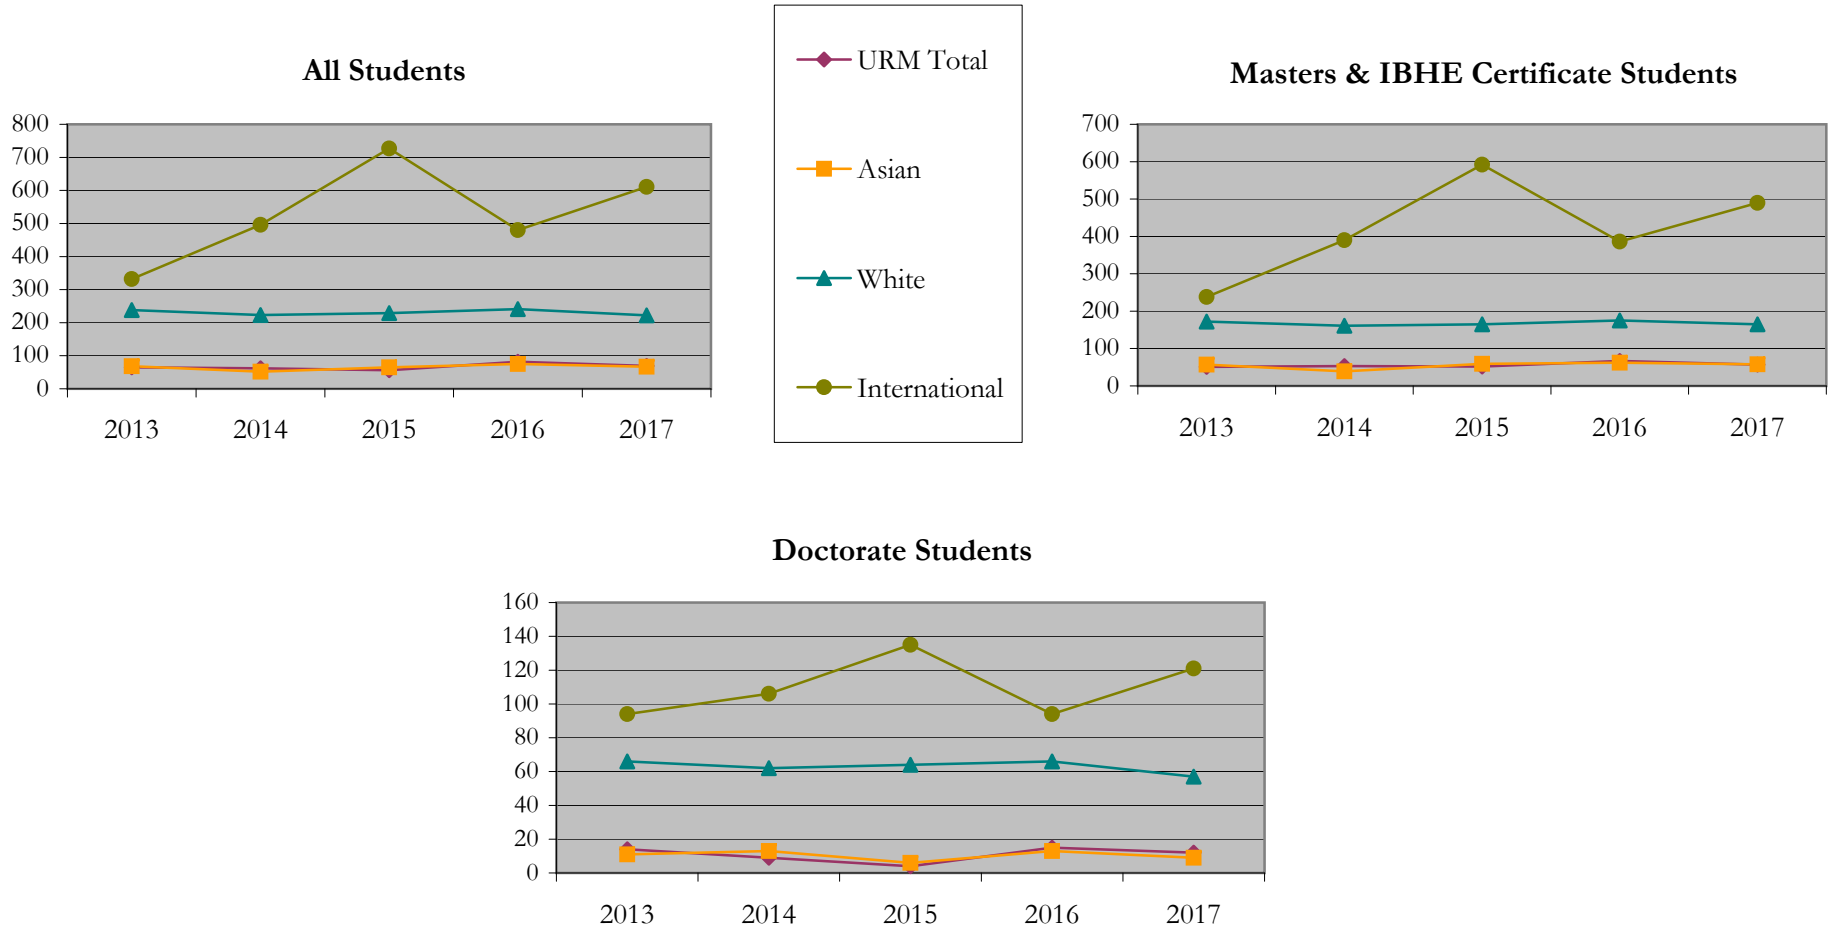 All Students
800
700
600
500
400
300
200
100
0
2013 2014 2015 2016 2017
URM Total
Asian
White
International
Masters & IBHE Certificate Students
700
600
500
400
300
200
100
0
2013 2014 2015 2016 2017
Doctorate Students
160
140
120
100
80
60
40
20
0
2013 2014 2015 2016 2017